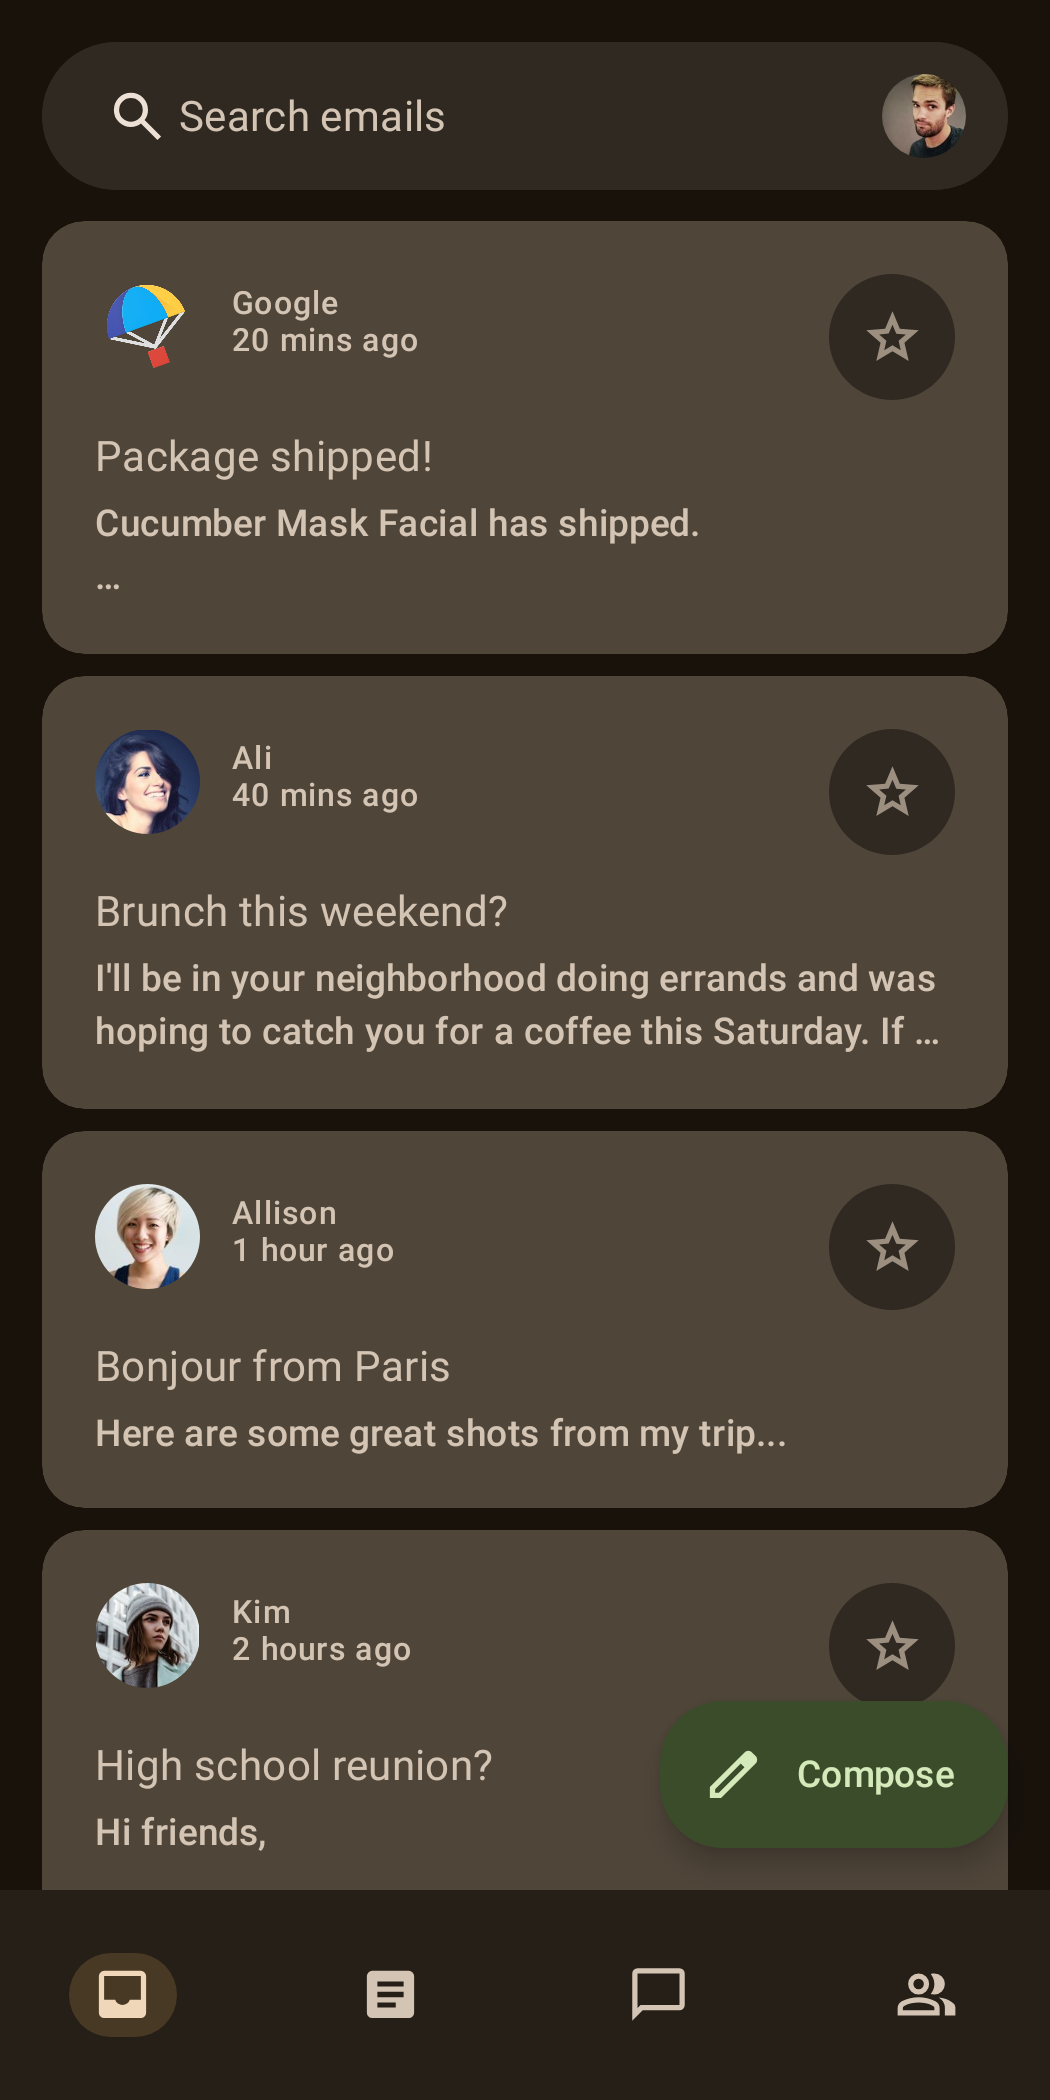 Search emails
Google
20 mins ago
Package shipped!
Cucumber Mask Facial has shipped.
…
Ali
40 mins ago
Brunch this weekend?
I'll be in your neighborhood doing errands and was
hoping to catch you for a coffee this Saturday. If …
Allison
1 hour ago
Bonjour from Paris
Here are some great shots from my trip...
Kim
2 hours ago
High school reunion?
Hi friends,
Compose